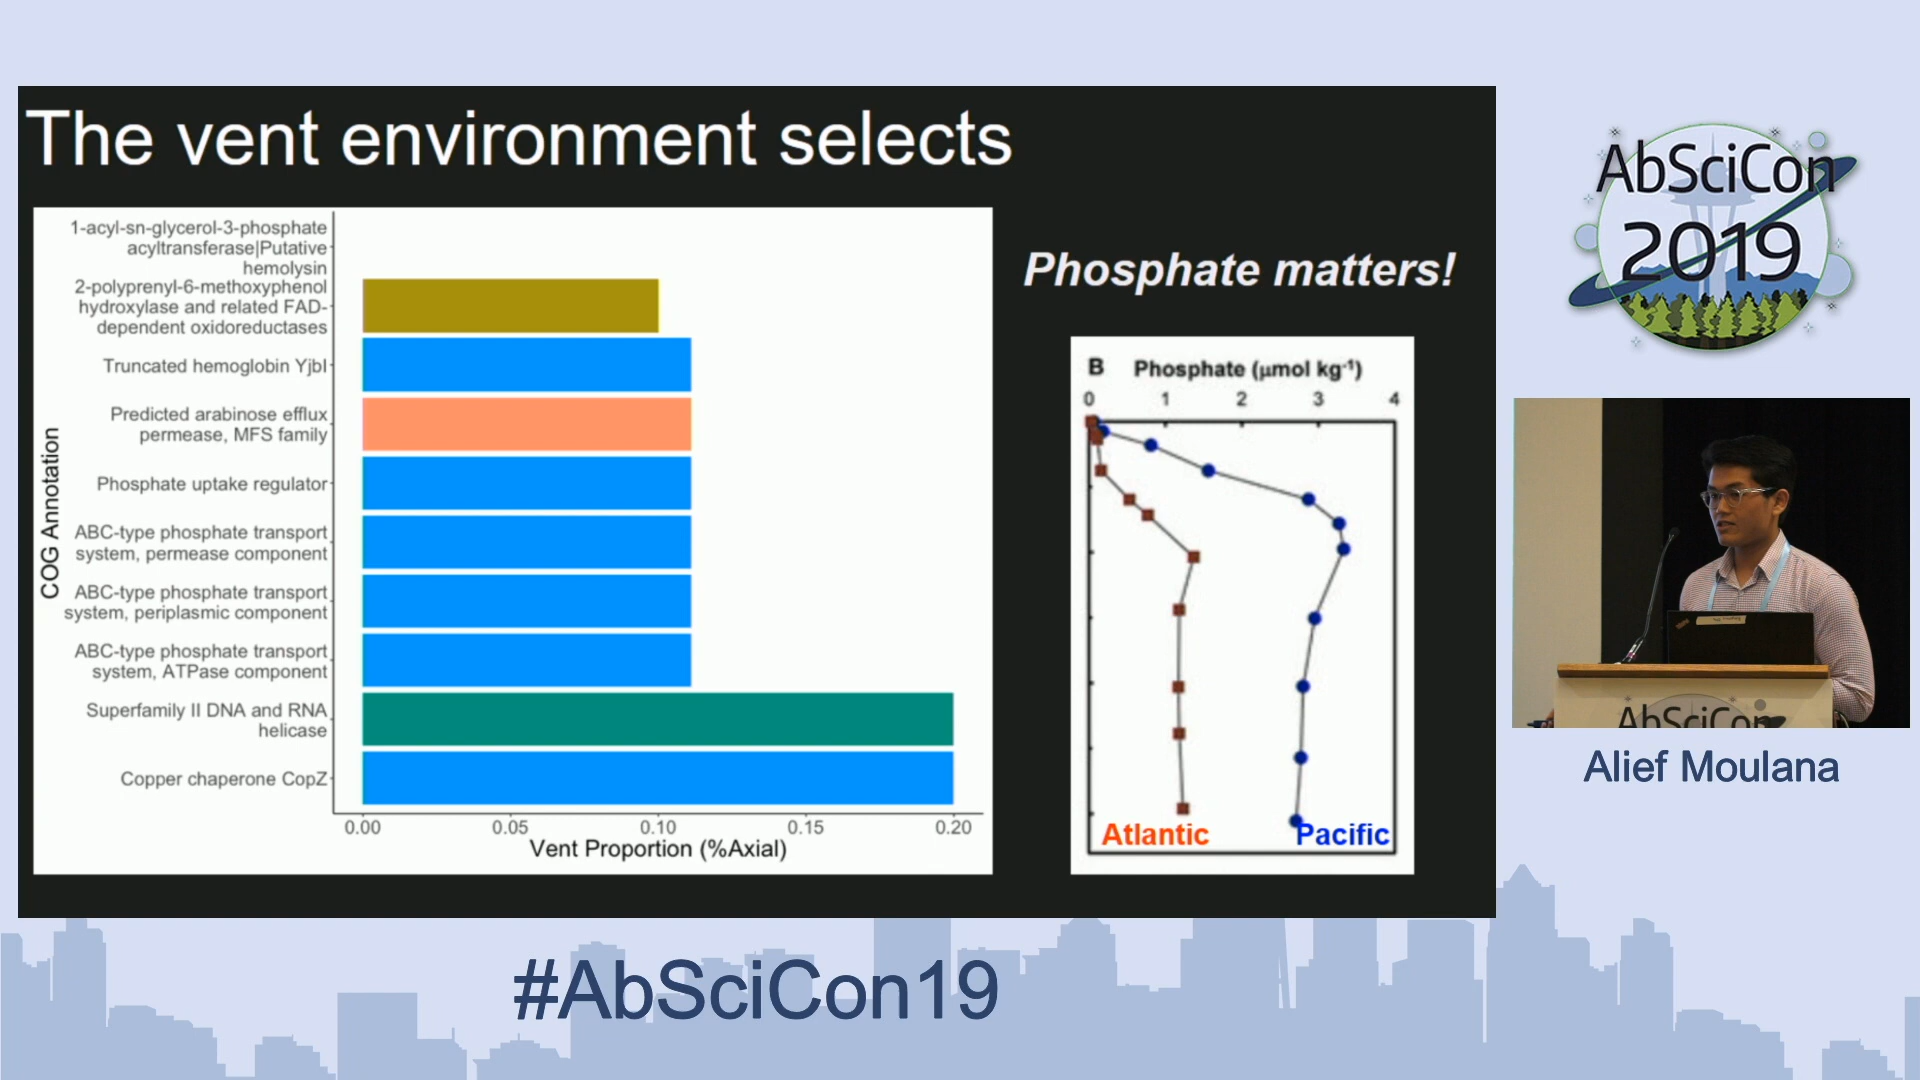 The vent environment selects
COG Annotation
1-acyl-sn-glycerol-3-phosphate
acyltransferase|Putative
hemolysin
2-polyprenyl-6-methoxyphenol
hydroxylase and related FAD-
dependent oxidoreductases
Truncated hemoglobin YjbI
Predicted arabinose efflux
permease, MFS family
Phosphate uptake regulator
ABC-type phosphate transport
system, permease component
ABC-type phosphate transport
system, periplasmic component
ABC-type phosphate transport
system, ATPase component
Superfamily II DNA and RNA
helicase
Copper chaperone CopZ
0.00 0.05 0.10 0.15 0.20
Vent Proportion (%Axial)
Phosphate matters!
B Phosphate (μmol kg⁻¹)
0 1 2 3 4
Atlantic Pacific
AbSciCon
2019
AbSciCon
Alief Moulana
#AbSciCon19